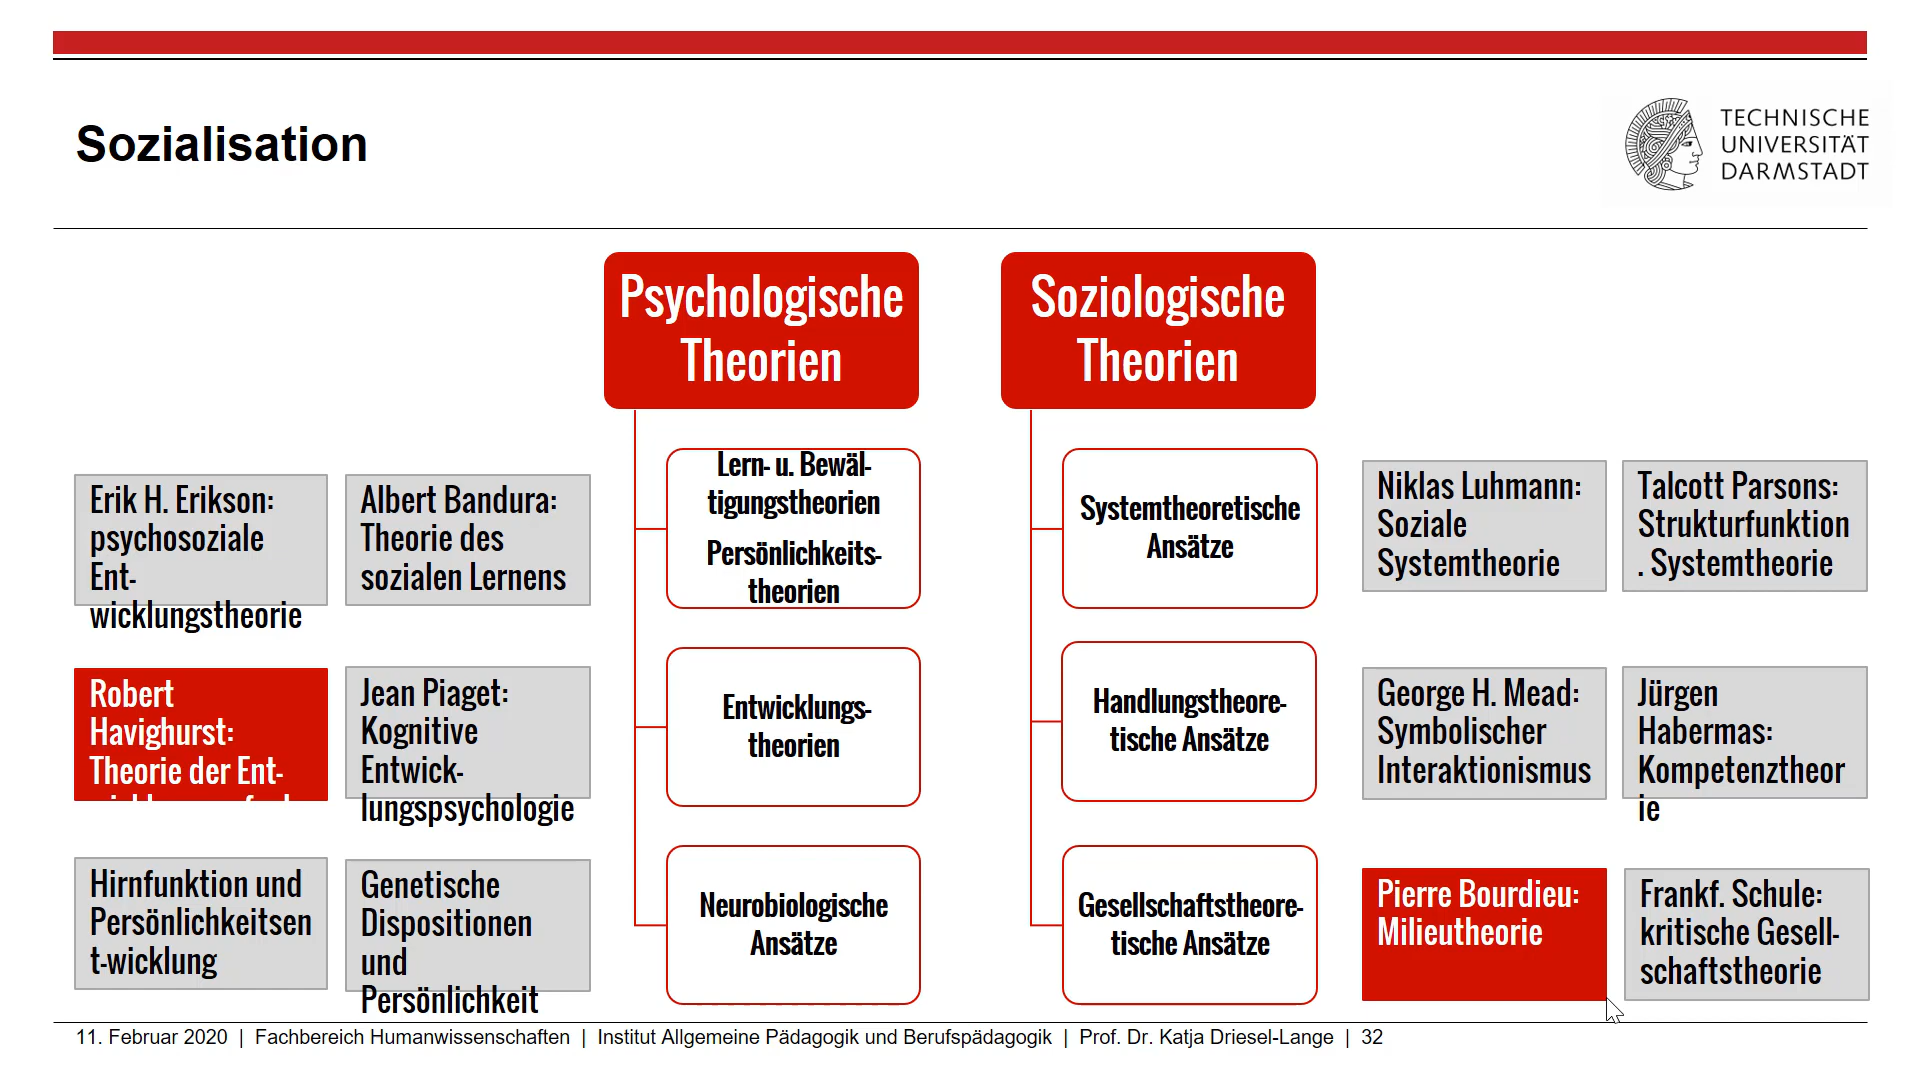 Sozialisation
TECHNISCHE
UNIVERSITÄT
DARMSTADT
Psychologische
Theorien
Soziologische
Theorien
Erik H. Erikson:
psychosoziale
Ent-
wicklungstheorie
Albert Bandura:
Theorie des
sozialen Lernens
Lern- u. Bewäl-
tigungstheorien
Persönlichkeits-
theorien
Systemtheoretische
Ansätze
Niklas Luhmann:
Soziale
Systemtheorie
Talcott Parsons:
Strukturfunktion
. Systemtheorie
Robert
Havighurst:
Theorie der Ent-
Jean Piaget:
Kognitive
Entwick-
lungspsychologie
Entwicklungs-
theorien
Handlungstheore-
tische Ansätze
George H. Mead:
Symbolischer
Interaktionismus
Jürgen
Habermas:
Kompetenztheor
ie
Hirnfunktion und
Persönlichkeitsen
t-wicklung
Genetische
Dispositionen
und
Persönlichkeit
Neurobiologische
Ansätze
Gesellschaftstheore-
tische Ansätze
Pierre Bourdieu:
Milieutheorie
Frankf. Schule:
kritische Gesell-
schaftstheorie
11. Februar 2020 | Fachbereich Humanwissenschaften | Institut Allgemeine Pädagogik und Berufspädagogik | Prof. Dr. Katja Driesel-Lange | 32